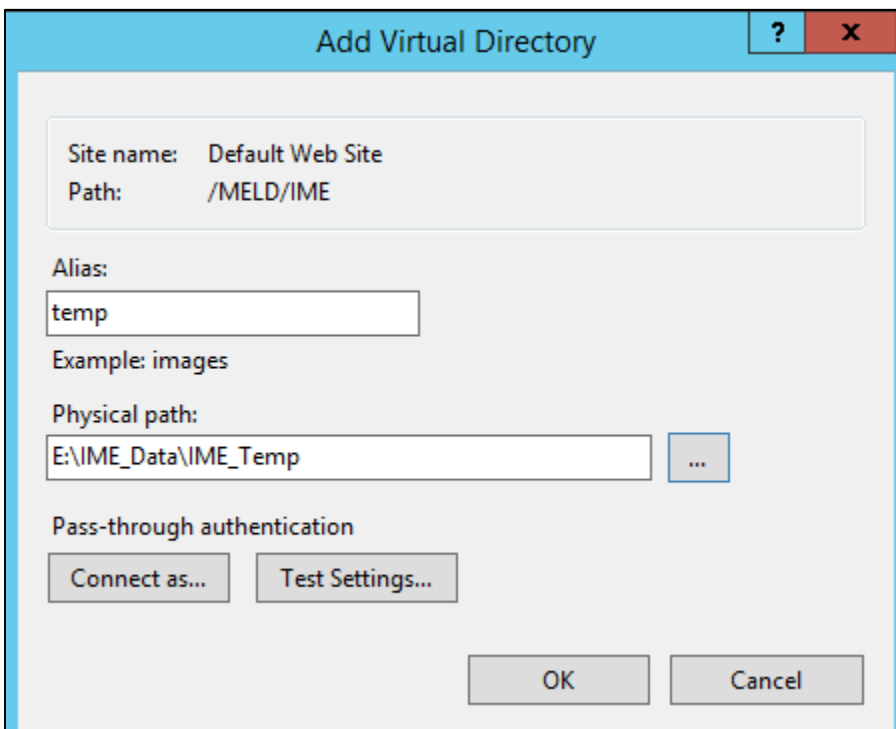 Add Virtual Directory
? x
Site name: Default Web Site
Path: /MELD/IME
Alias:
temp
Example: images
Physical path:
E:\IME_Data\IME_Temp
...
Pass-through authentication
Connect as... Test Settings...
OK Cancel